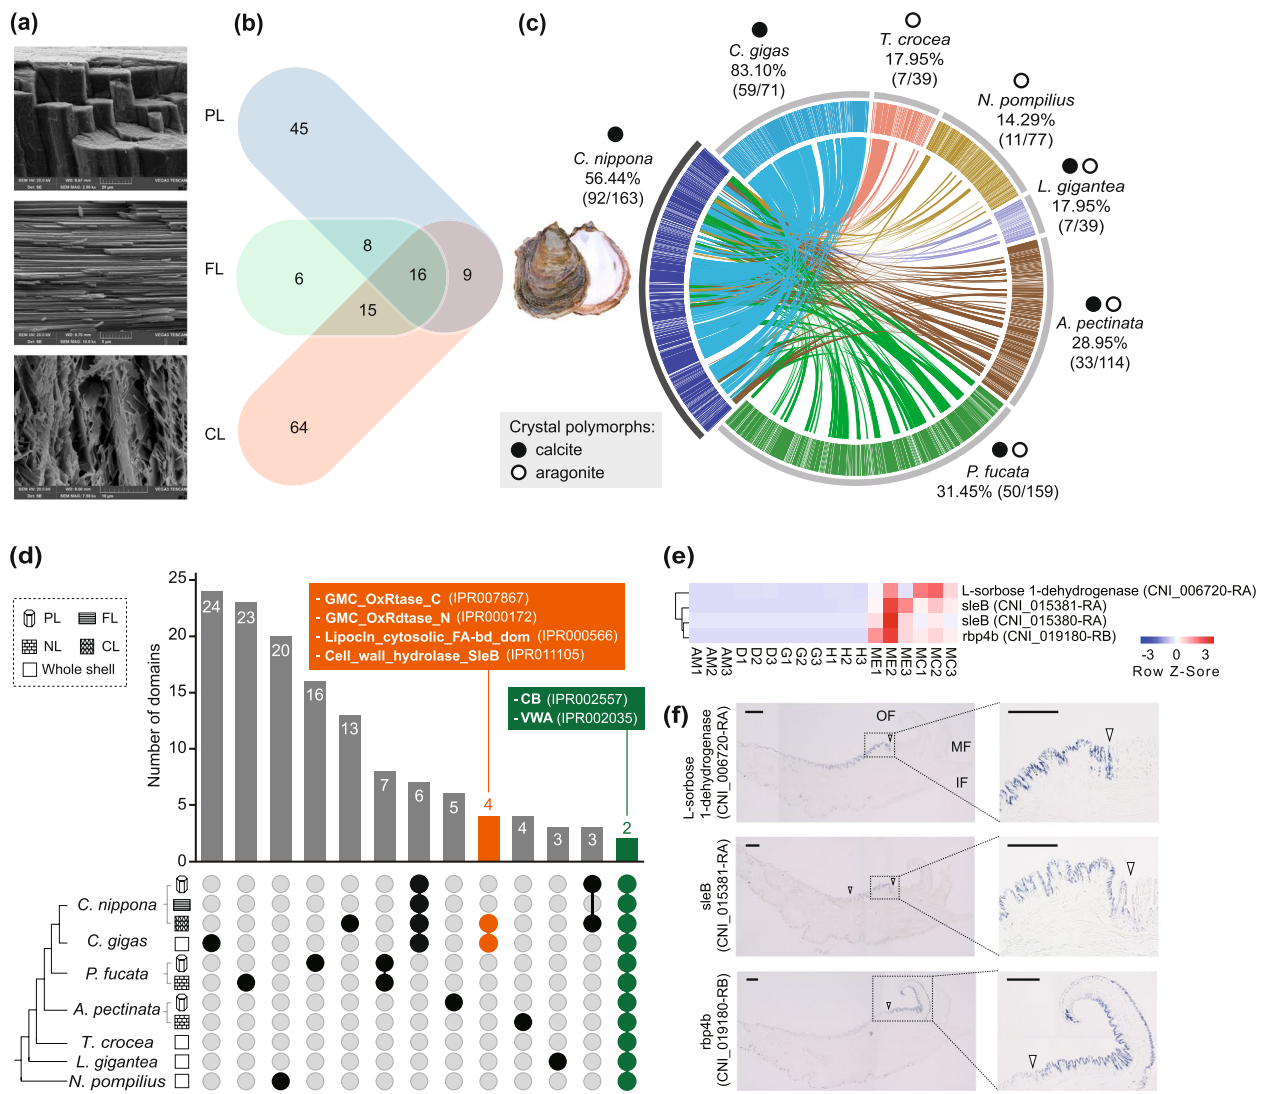 (a)
(b)
(c)
PL
FL
CL
45
8
6
16
9
15
64
C. gigas
83.10%
(59/71)
T. crocea
17.95%
(7/39)
N. pompilius
14.29%
(11/77)
L. gigantea
17.95%
(7/39)
C. nippona
56.44%
(92/163)
A. pectinata
28.95%
(33/114)
P. fucata
31.45% (50/159)
Crystal polymorphs:
calcite
aragonite
(d)
PL FL
NL CL
Whole shell
Number of domains
25
20
15
10
5
0
24
23
20
16
13
7
6
5
4
4
3
3
2
- GMC_OxRtase_C (IPR007867)
- GMC_OxRdtase_N (IPR000172)
- Lipocln_cytosolic_FA-bd_dom (IPR000566)
- Cell_wall_hydrolase_SleB (IPR011105)
- CB (IPR002557)
- VWA (IPR002035)
C. nippona
C. gigas
P. fucata
A. pectinata
T. crocea
L. gigantea
N. pompilius
(e)
L-sorbose 1-dehydrogenase (CNI_006720-RA)
sleB (CNI_015381-RA)
sleB (CNI_015380-RA)
rbp4b (CNI_019180-RB)
AM1 AM2 AM3 D1 D2 D3 G1 G2 G3 H1 H2 H3 ME1 ME2 ME3 MC1 MC2 MC3
-3 3
Row Z-Sore
(f)
L-sorbose
1-dehydrogenase
(CNI_006720-RA)
OF
MF
IF
sleB
(CNI_015381-RA)
rbp4b
(CNI_019180-RB)